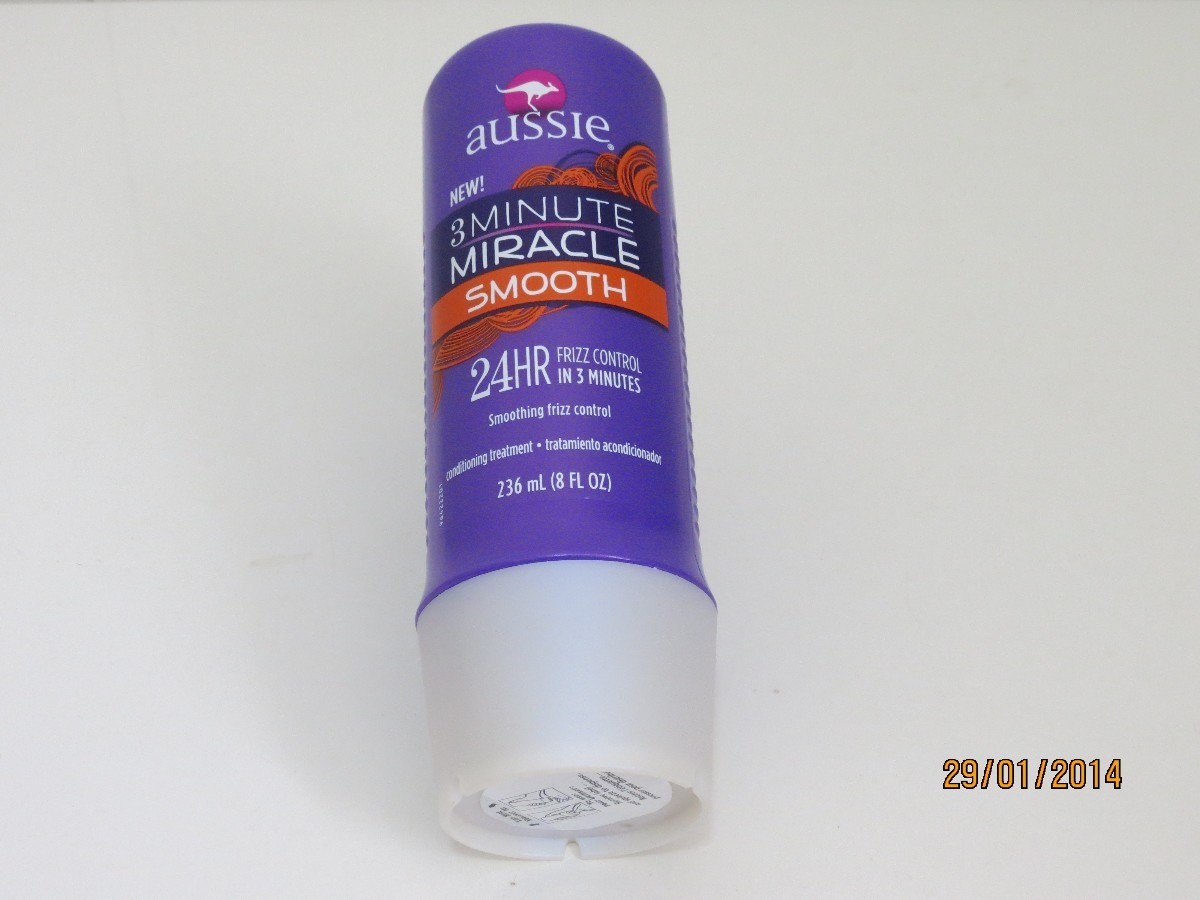 aussie®
NEW!
3 MINUTE
MIRACLE
SMOOTH
24HR FRIZZ CONTROL
IN 3 MINUTES
Smoothing frizz control
conditioning treatment • tratamiento acondicionador
236 mL (8 FL OZ)
29/01/2014